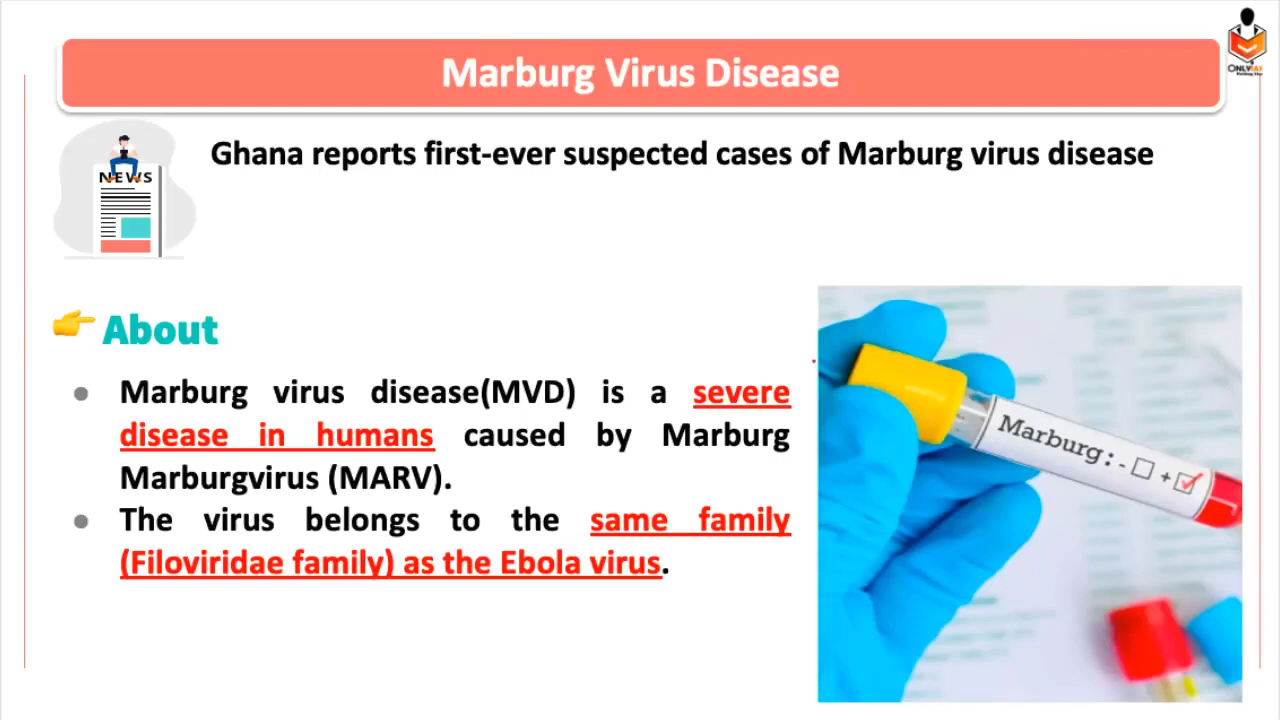 Marburg Virus Disease
ONLYIAS
NEWS
Ghana reports first-ever suspected cases of Marburg virus disease
About
Marburg virus disease(MVD) is a severe
disease in humans caused by Marburg
Marburgvirus (MARV).
The virus belongs to the same family
(Filoviridae family) as the Ebola virus.
Marburg: - +